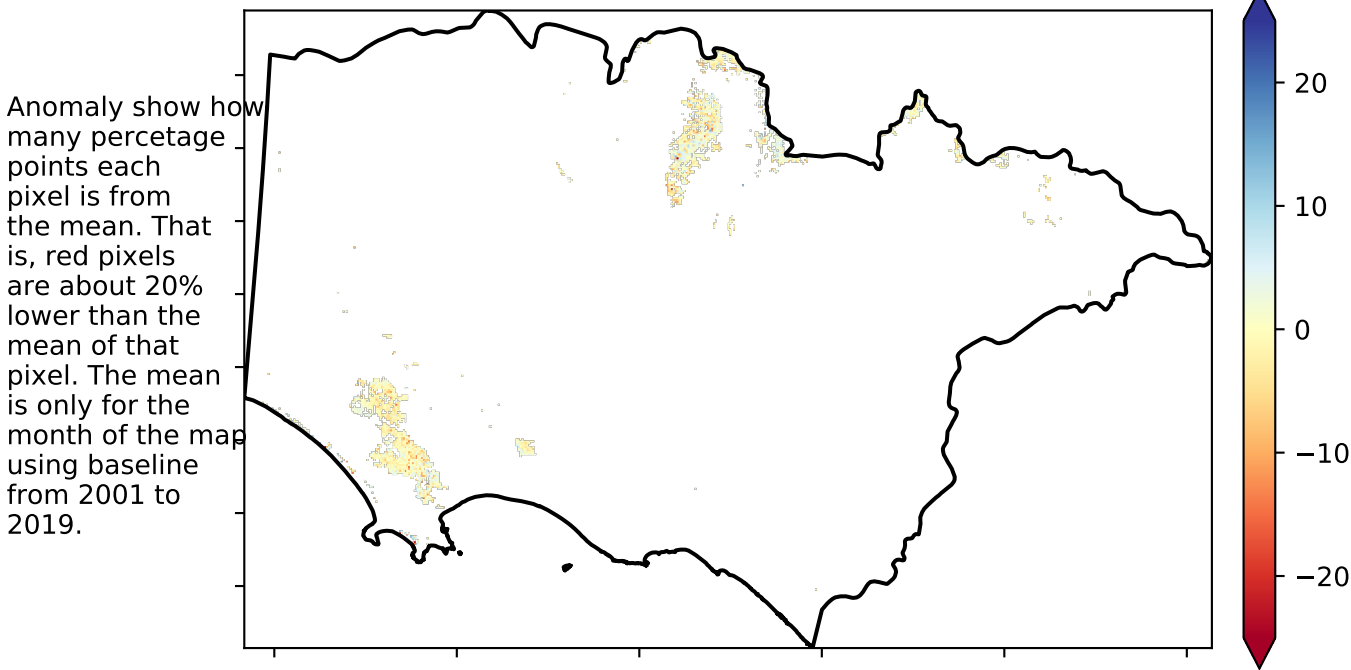 Anomaly show how
many percetage
points each
pixel is from
the mean. That
is, red pixels
are about 20%
lower than the
mean of that
pixel. The mean
is only for the
month of the map
using baseline
from 2001 to
2019.
20
10
0
−10
−20